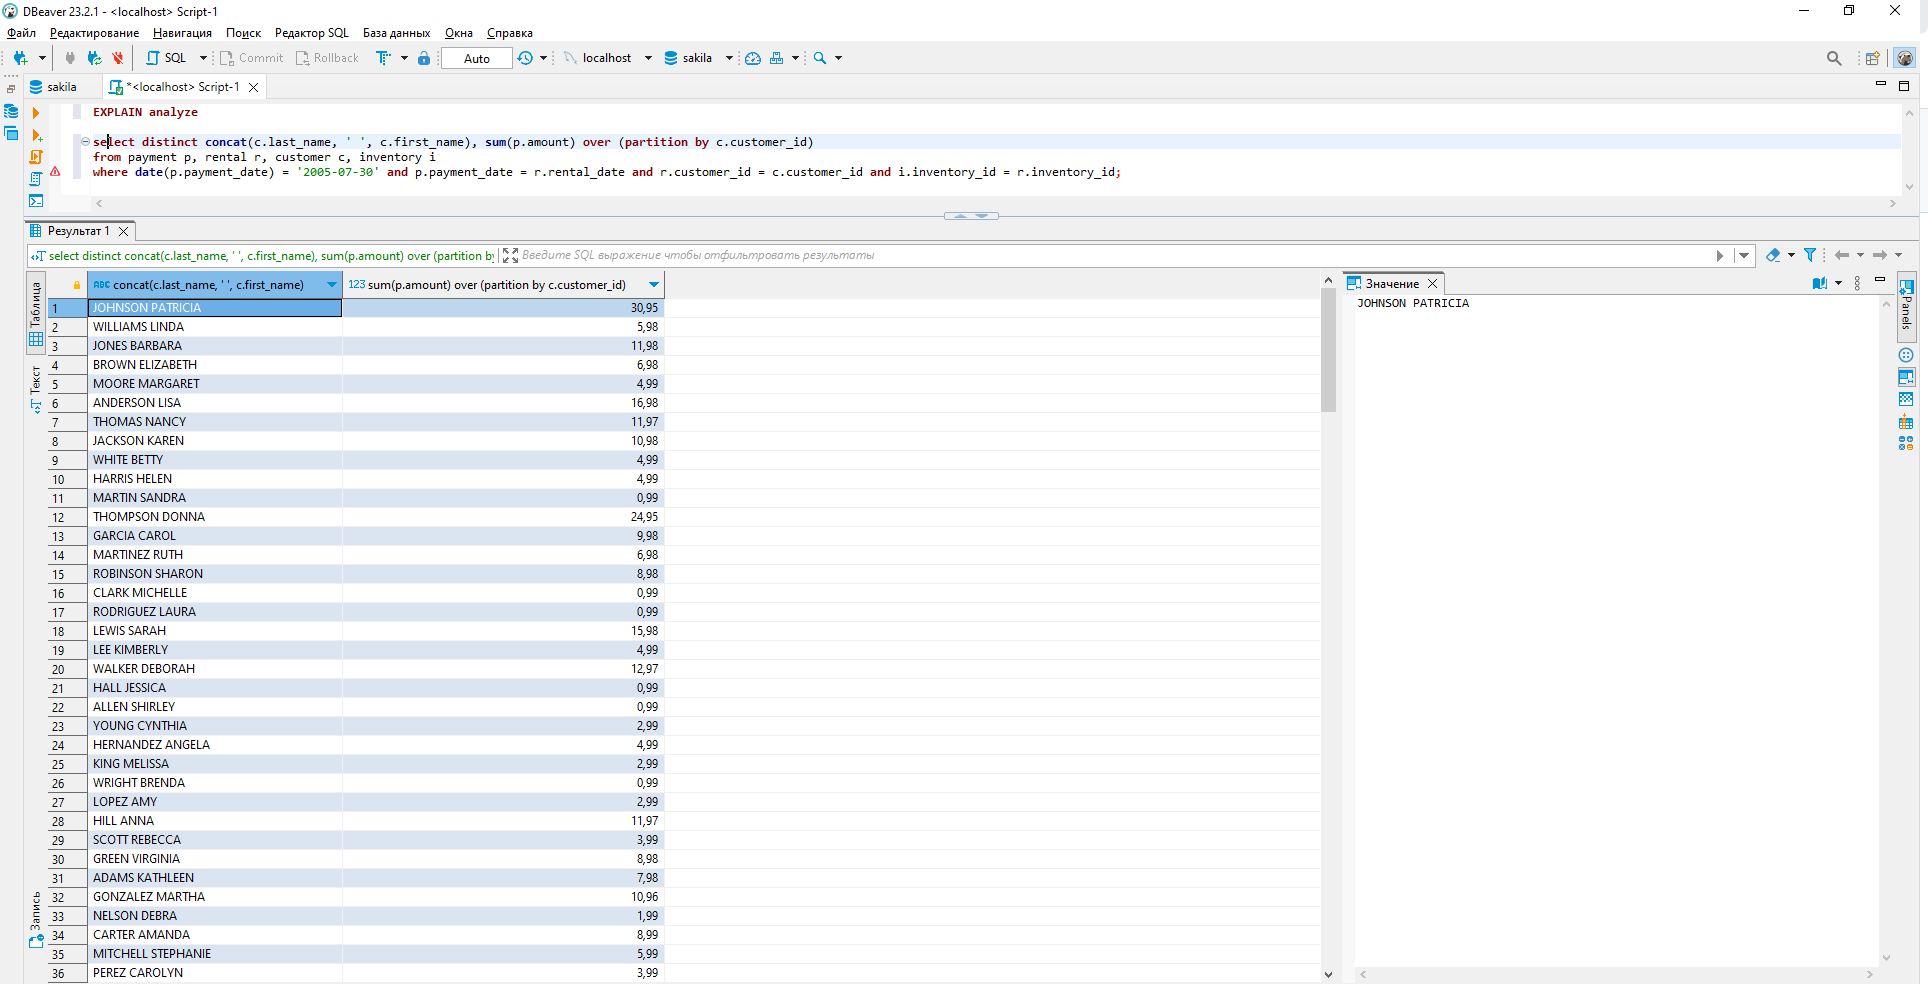 DBeaver 23.2.1 - <localhost> Script-1
Файл Редактирование Навигация Поиск Редактор SQL База данных Окна Справка
SQL Commit Rollback Auto localhost sakila
sakila *<localhost> Script-1
EXPLAIN analyze
select distinct concat(c.last_name, ' ', c.first_name), sum(p.amount) over (partition by c.customer_id)
from payment p, rental r, customer c, inventory i
where date(p.payment_date) = '2005-07-30' and p.payment_date = r.rental_date and r.customer_id = c.customer_id and i.inventory_id = r.inventory_id;
Результат 1
select distinct concat(c.last_name, ' ', c.first_name), sum(p.amount) over (partition by Введите SQL выражение чтобы отфильтровать результаты
Таблица
Текст
Запись
ABC concat(c.last_name, ' ', c.first_name) 123 sum(p.amount) over (partition by c.customer_id)
1 JOHNSON PATRICIA 30,95
2 WILLIAMS LINDA 5,98
3 JONES BARBARA 11,98
4 BROWN ELIZABETH 6,98
5 MOORE MARGARET 4,99
6 ANDERSON LISA 16,98
7 THOMAS NANCY 11,97
8 JACKSON KAREN 10,98
9 WHITE BETTY 4,99
10 HARRIS HELEN 4,99
11 MARTIN SANDRA 0,99
12 THOMPSON DONNA 24,95
13 GARCIA CAROL 9,98
14 MARTINEZ RUTH 6,98
15 ROBINSON SHARON 8,98
16 CLARK MICHELLE 0,99
17 RODRIGUEZ LAURA 0,99
18 LEWIS SARAH 15,98
19 LEE KIMBERLY 4,99
20 WALKER DEBORAH 12,97
21 HALL JESSICA 0,99
22 ALLEN SHIRLEY 0,99
23 YOUNG CYNTHIA 2,99
24 HERNANDEZ ANGELA 4,99
25 KING MELISSA 2,99
26 WRIGHT BRENDA 0,99
27 LOPEZ AMY 2,99
28 HILL ANNA 11,97
29 SCOTT REBECCA 3,99
30 GREEN VIRGINIA 8,98
31 ADAMS KATHLEEN 7,98
32 GONZALEZ MARTHA 10,96
33 NELSON DEBRA 1,99
34 CARTER AMANDA 8,99
35 MITCHELL STEPHANIE 5,99
36 PEREZ CAROLYN 3,99
Значение
JOHNSON PATRICIA
Panels